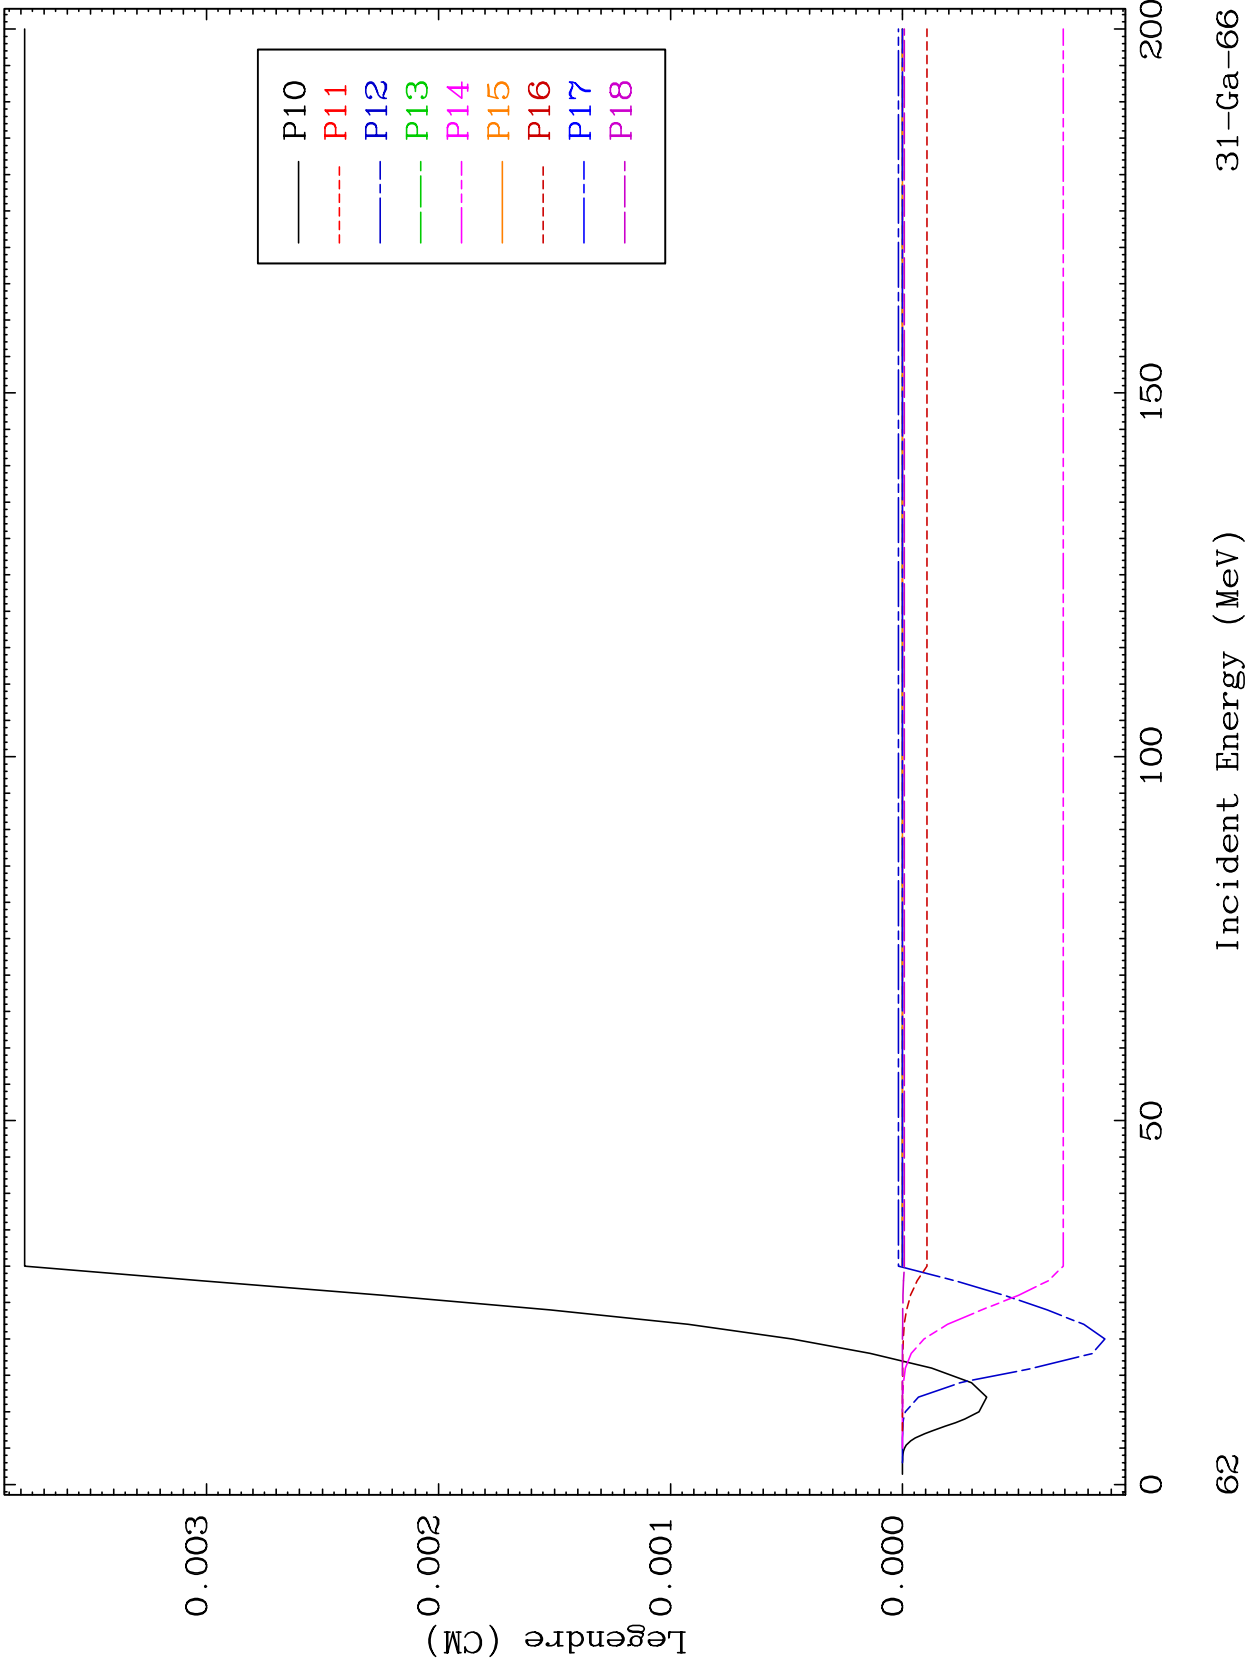 Legendre (CM)
0.003
0.002
0.001
0.000
P10
P11
P12
P13
P14
P15
P16
P17
P18
0
50
100
150
200
62
Incident Energy (MeV)
31-Ga-66